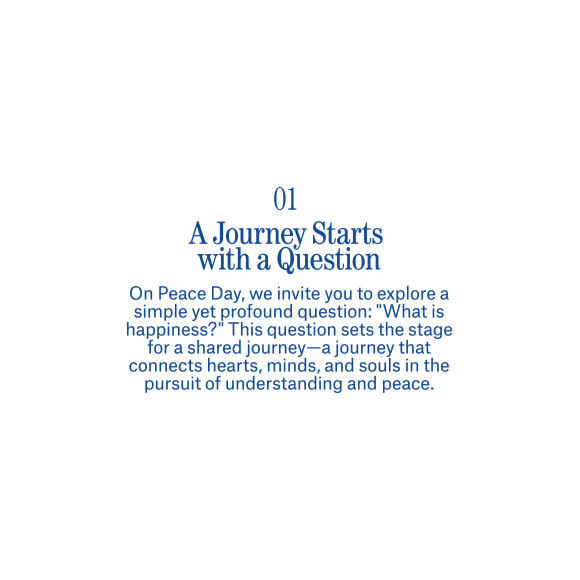 01
A Journey Starts
with a Question
On Peace Day, we invite you to explore a
simple yet profound question: "What is
happiness?" This question sets the stage
for a shared journey—a journey that
connects hearts, minds, and souls in the
pursuit of understanding and peace.